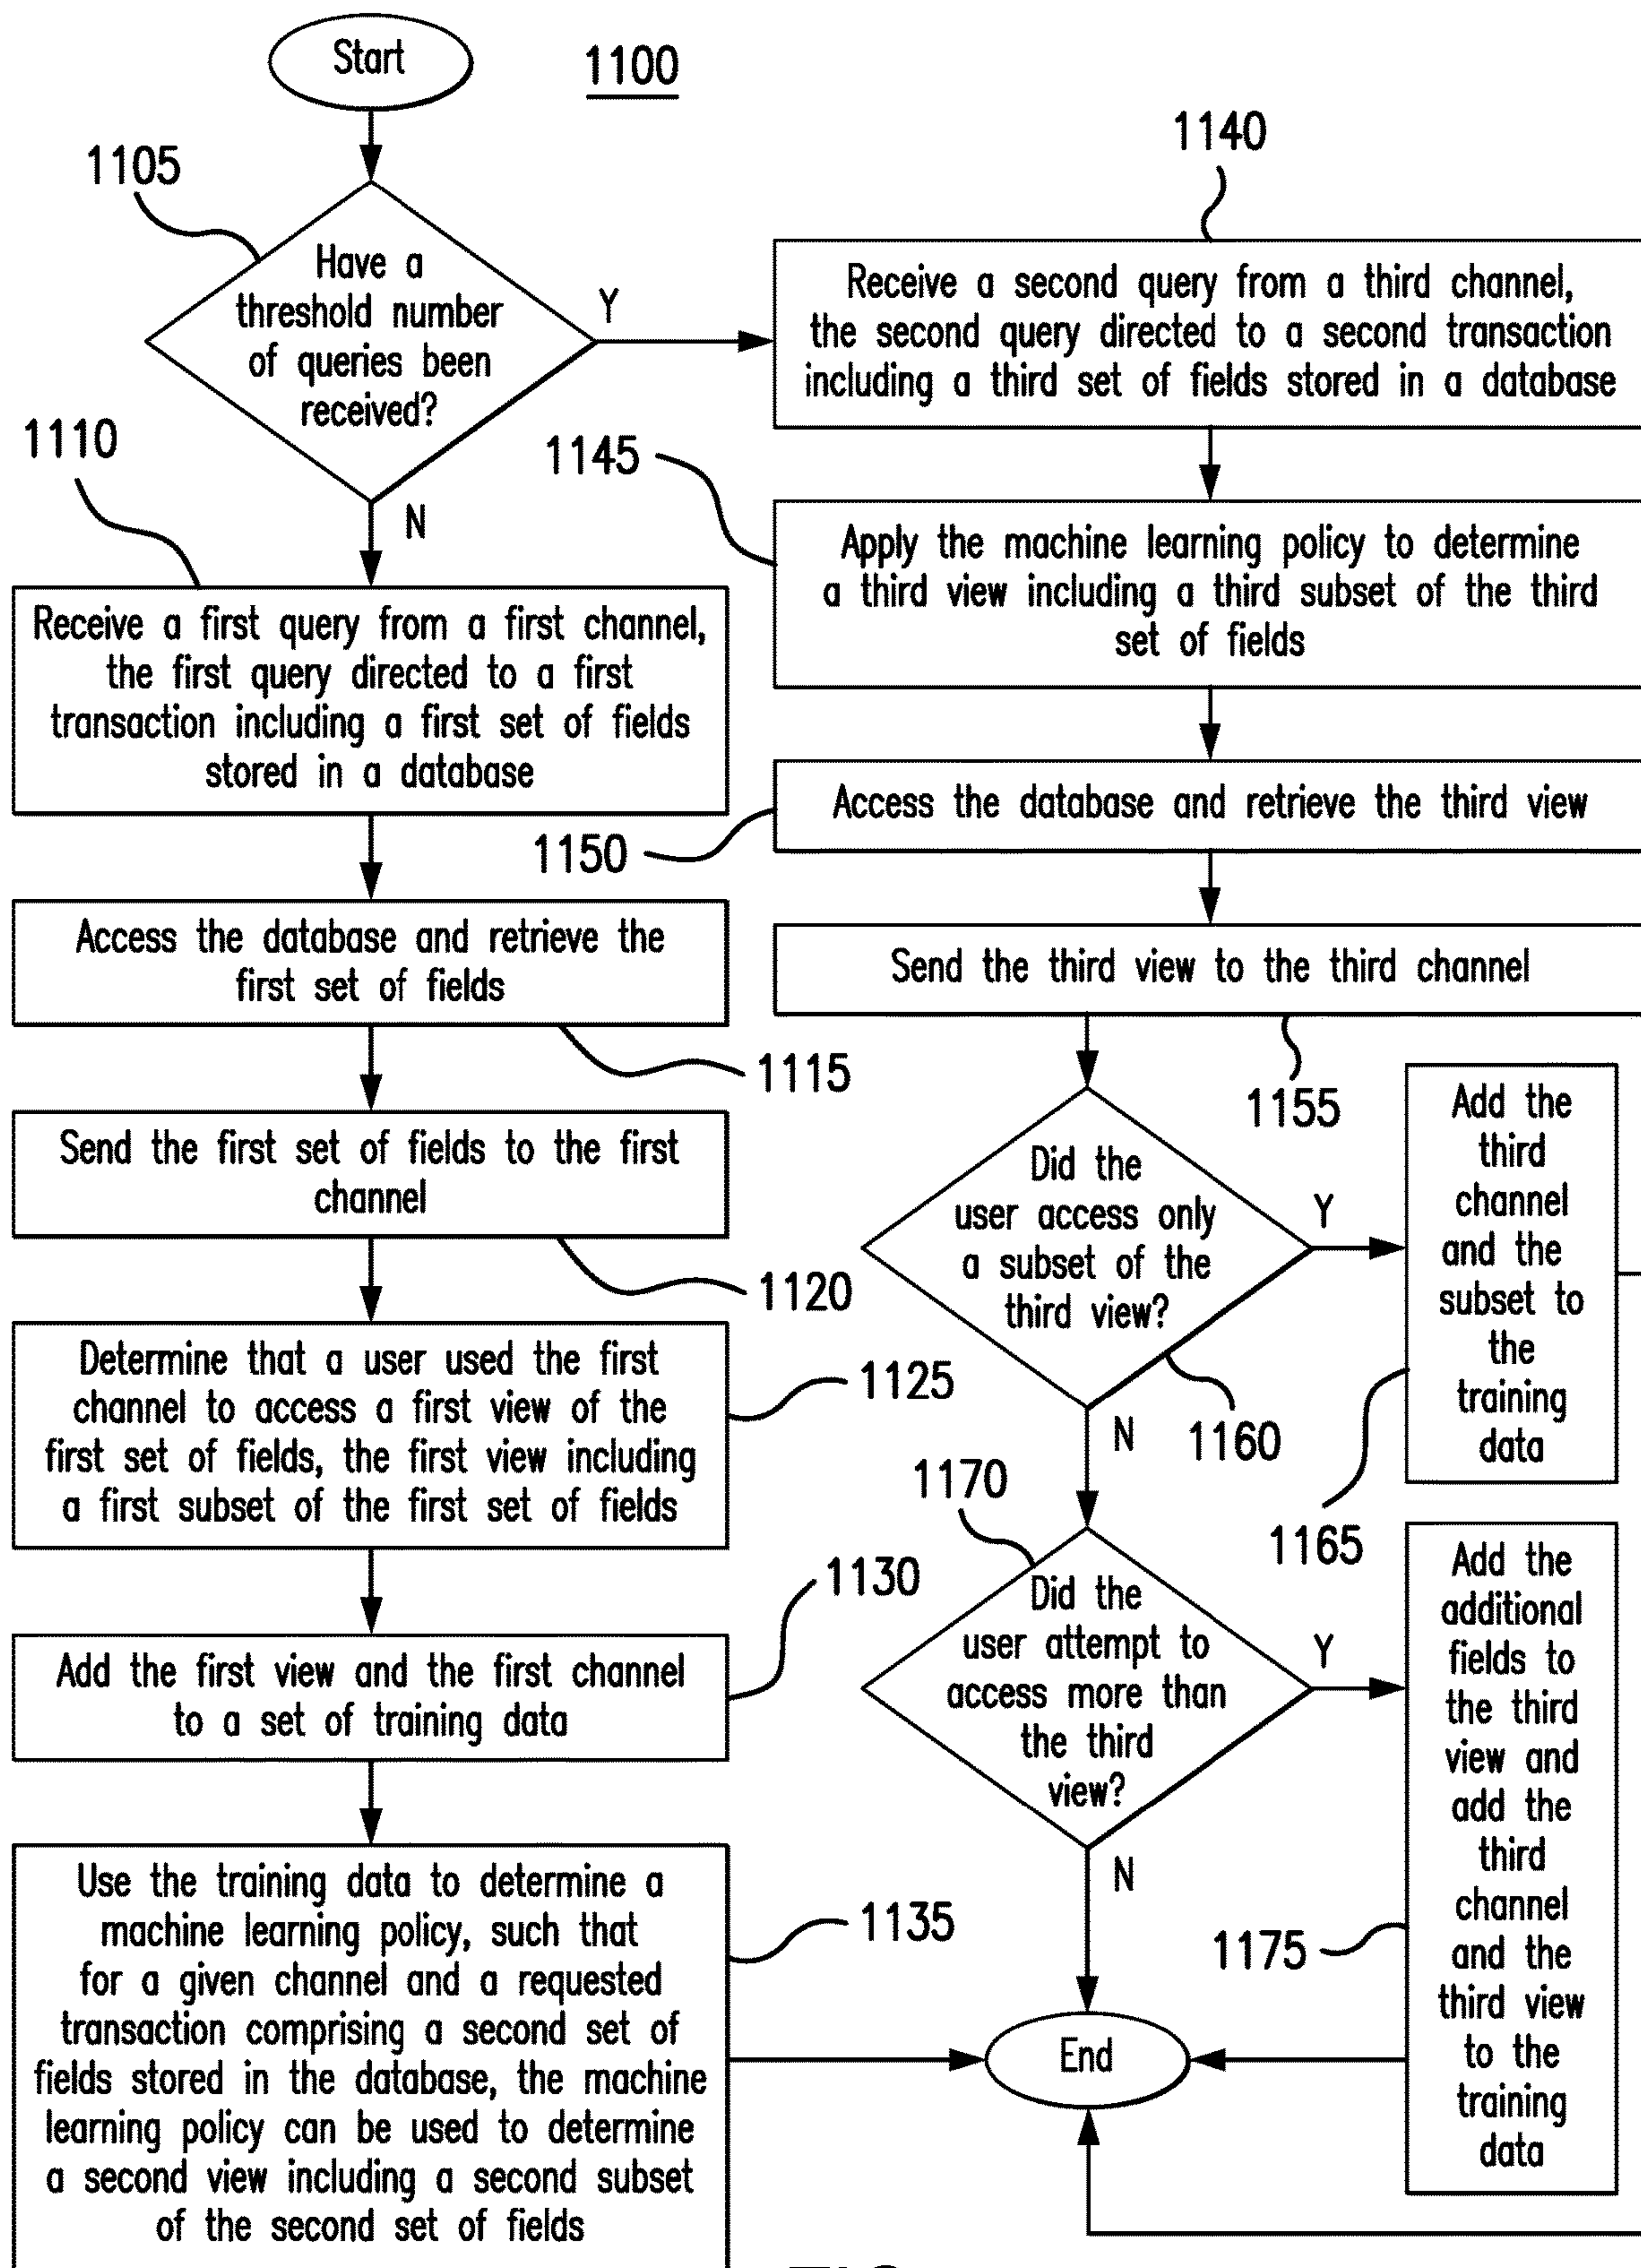 Start
1100
1105
Have a
threshold number
of queries been
received?
Y
N
1110
Receive a first query from a first channel,
the first query directed to a first
transaction including a first set of fields
stored in a database
Access the database and retrieve the
first set of fields
1115
Send the first set of fields to the first
channel
1120
Determine that a user used the first
channel to access a first view of the
first set of fields, the first view including
a first subset of the first set of fields
1125
Add the first view and the first channel
to a set of training data
1130
Use the training data to determine a
machine learning policy, such that
for a given channel and a requested
transaction comprising a second set of
fields stored in the database, the machine
learning policy can be used to determine
a second view including a second subset
of the second set of fields
1135
1140
Receive a second query from a third channel,
the second query directed to a second transaction
including a third set of fields stored in a database
1145
Apply the machine learning policy to determine
a third view including a third subset of the third
set of fields
1150
Access the database and retrieve the third view
Send the third view to the third channel
1155
Did the
user access only
a subset of the
third view?
Y
N
1160
Add the
third
channel
and the
subset to
the
training
data
1165
1170
Did the
user attempt to
access more than
the third
view?
Y
N
Add the
additional
fields to
the third
view and
add the
third
channel
and the
third view
to the
training
data
1175
End